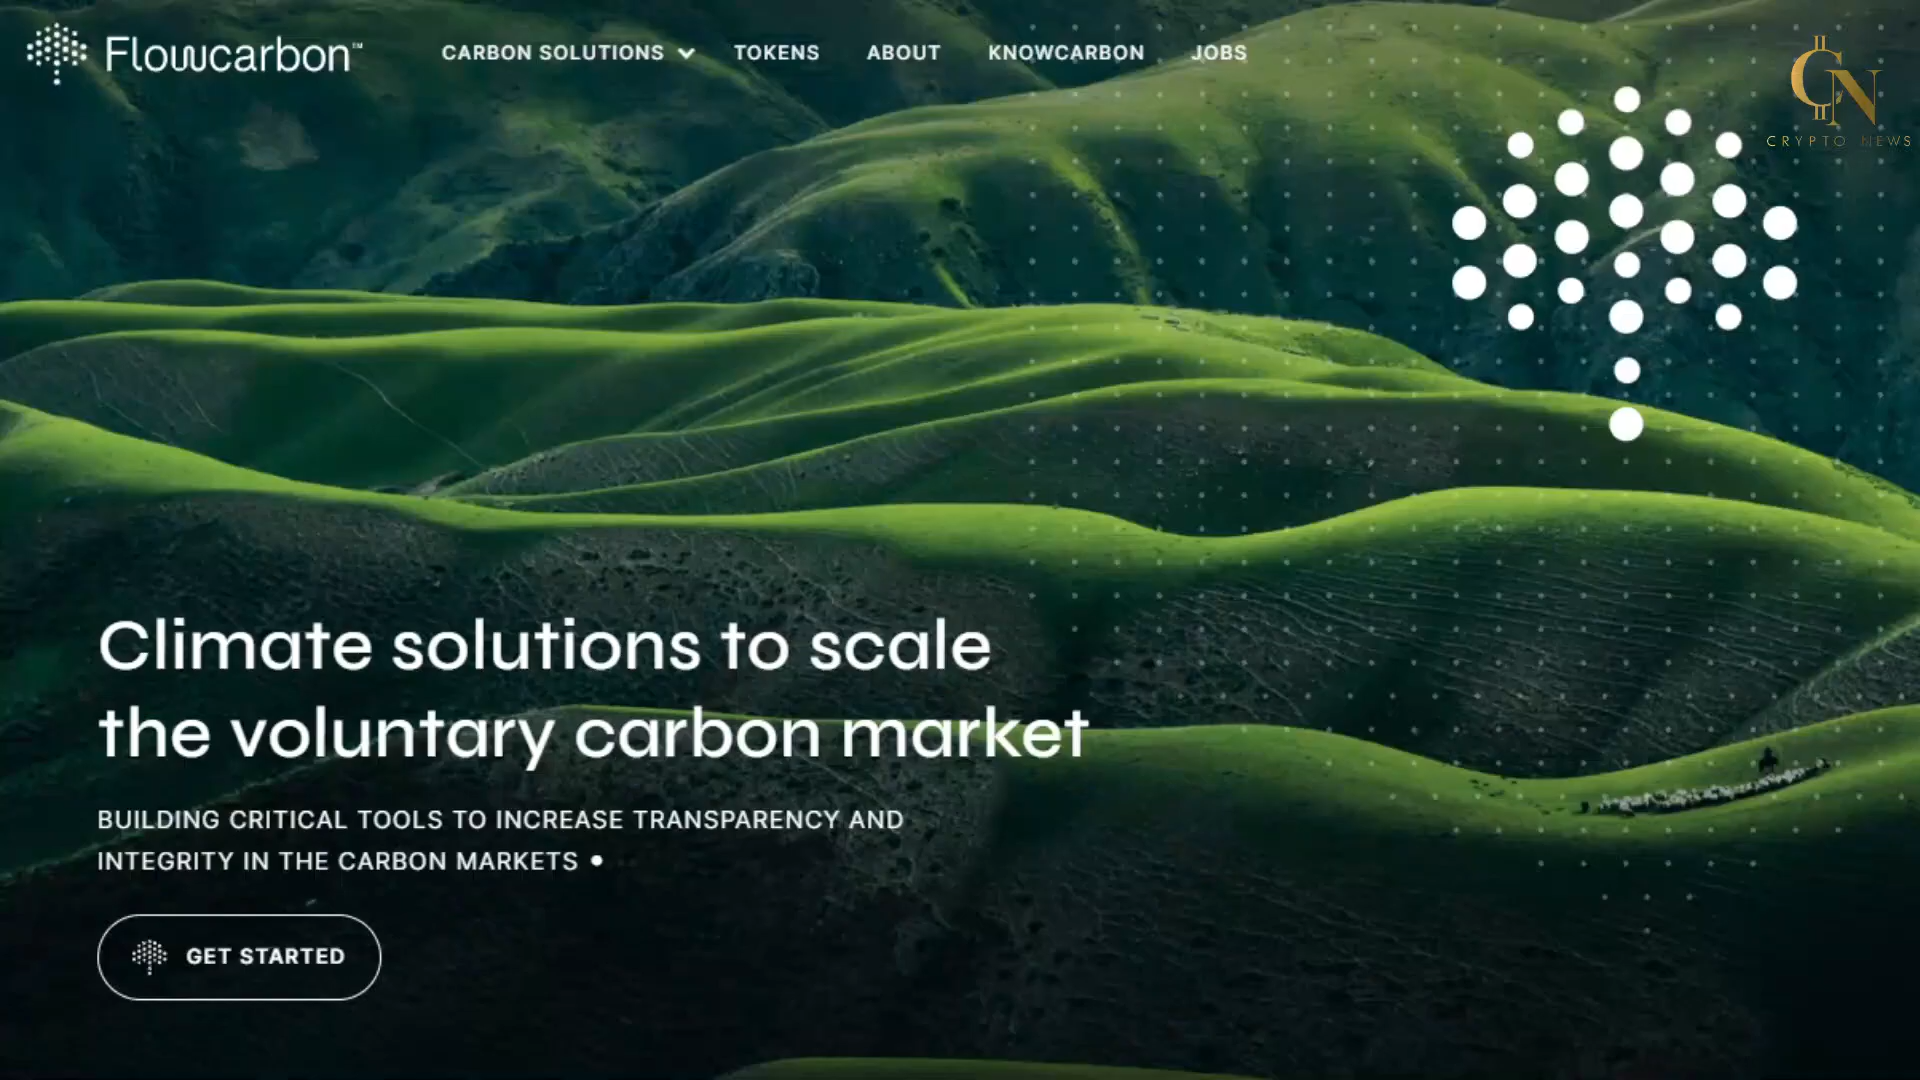 Flowcarbon™
CARBON SOLUTIONS TOKENS ABOUT KNOWCARBON JOBS
CN
CRYPTO NEWS
Climate solutions to scale
the voluntary carbon market
BUILDING CRITICAL TOOLS TO INCREASE TRANSPARENCY AND
INTEGRITY IN THE CARBON MARKETS •
GET STARTED